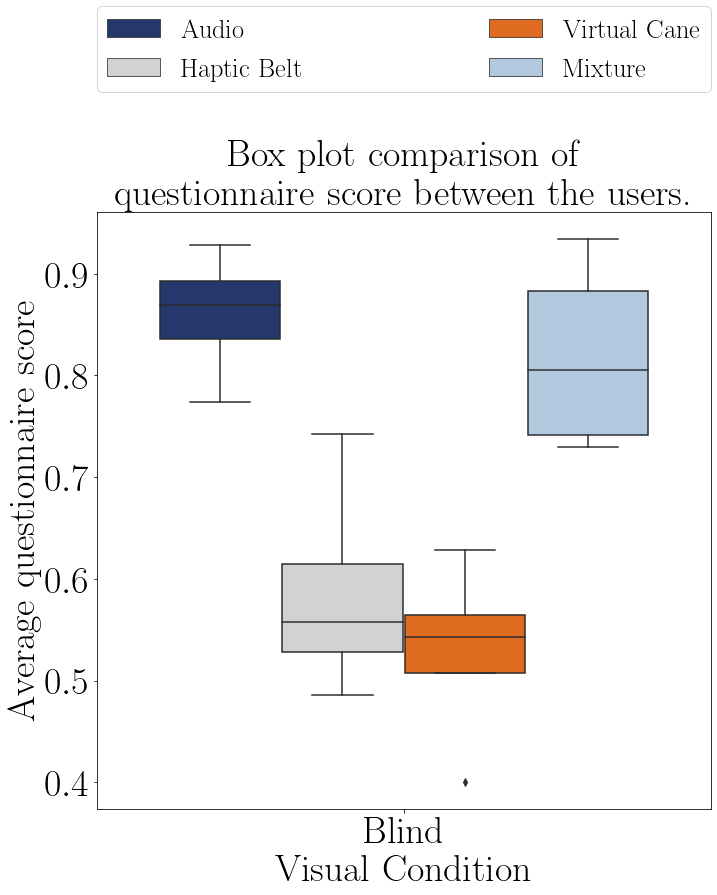 Audio
Haptic Belt
Virtual Cane
Mixture
Box plot comparison of
questionnaire score between the users.
Average questionnaire score
0.9
0.8
0.7
0.6
0.5
0.4
Blind
Visual Condition